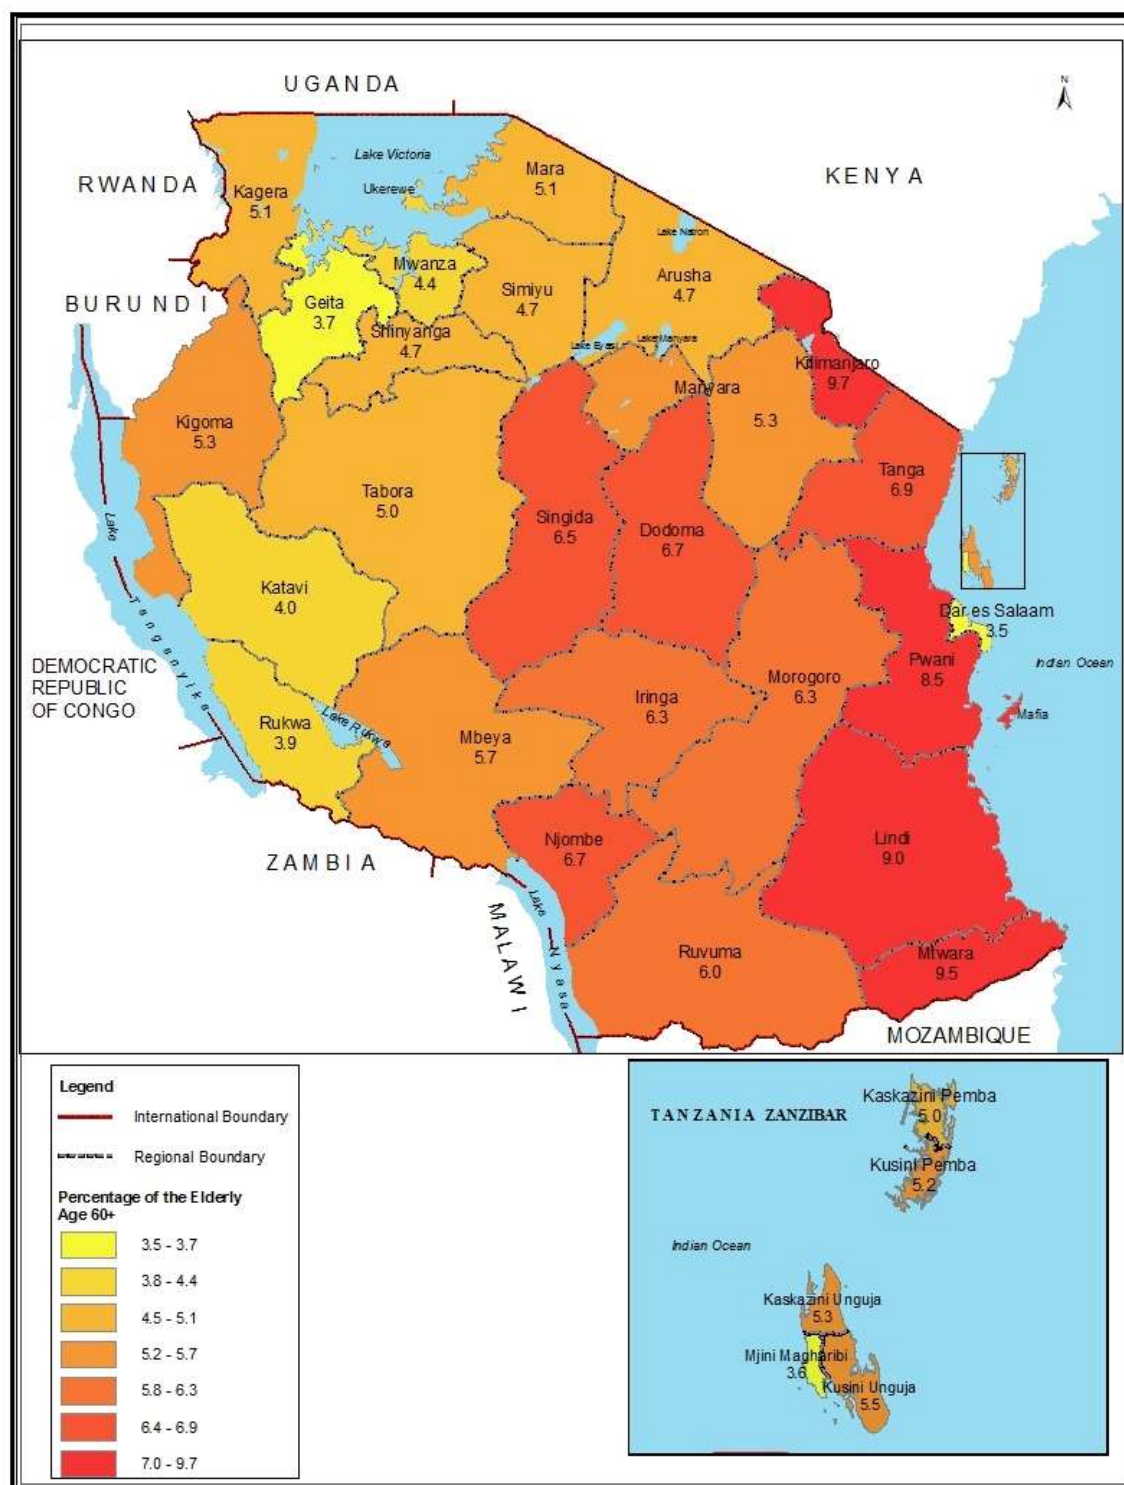 UGANDA
N
Lake Victoria
Mara
5.1
KENYA
RWANDA
Kagera
5.1
Ukerewe
Lake Natron
Mwanza
4.4
Arusha
4.7
Simiyu
4.7
BURUNDI
Geita
3.7
Shinyanga
4.7
Lake Eyasi
Lake Manyara
Kilimanjaro
9.7
Manyara
5.3
Kigoma
5.3
Tanga
6.9
Tabora
5.0
Singida
6.5
Dodoma
6.7
Lake Tanganyika
Katavi
4.0
Dar es Salaam
3.5
DEMOCRATIC
REPUBLIC
OF CONGO
Pwani
8.5
Indian Ocean
Morogoro
6.3
Iringa
6.3
Mafia
Rukwa
3.9
Lake Rukwa
Mbeya
5.7
Njombe
6.7
Lindi
9.0
ZAMBIA
MALAWI
Lake Nyasa
Ruvuma
6.0
Mtwara
9.5
MOZAMBIQUE
Legend
International Boundary
Regional Boundary
Percentage of the Elderly
Age 60+
3.5 - 3.7
3.8 - 4.4
4.5 - 5.1
5.2 - 5.7
5.8 - 6.3
6.4 - 6.9
7.0 - 9.7
TANZANIA ZANZIBAR
Kaskazini Pemba
5.0
Kusini Pemba
5.2
Indian Ocean
Kaskazini Unguja
5.3
Mjini Magharibi
3.6
Kusini Unguja
5.5